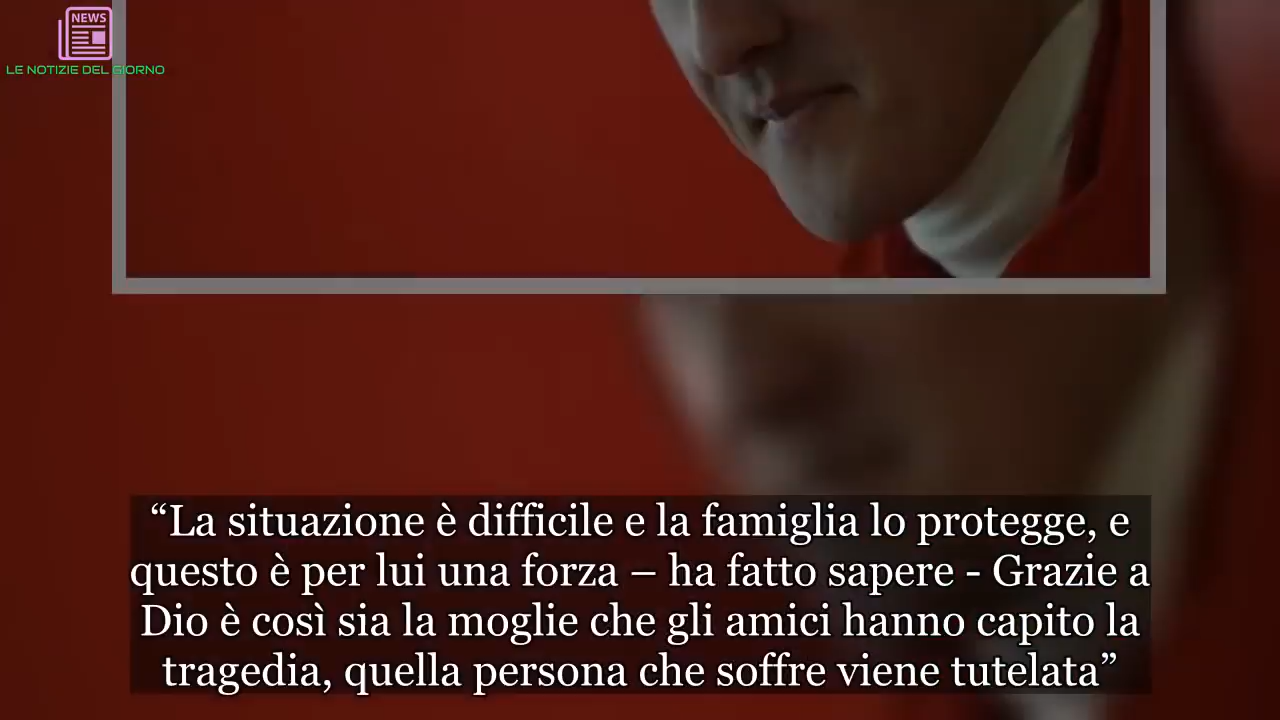 NEWS
LE NOTIZIE DEL GIORNO
“La situazione è difficile e la famiglia lo protegge, e
questo è per lui una forza – ha fatto sapere - Grazie a
Dio è così sia la moglie che gli amici hanno capito la
tragedia, quella persona che soffre viene tutelata”